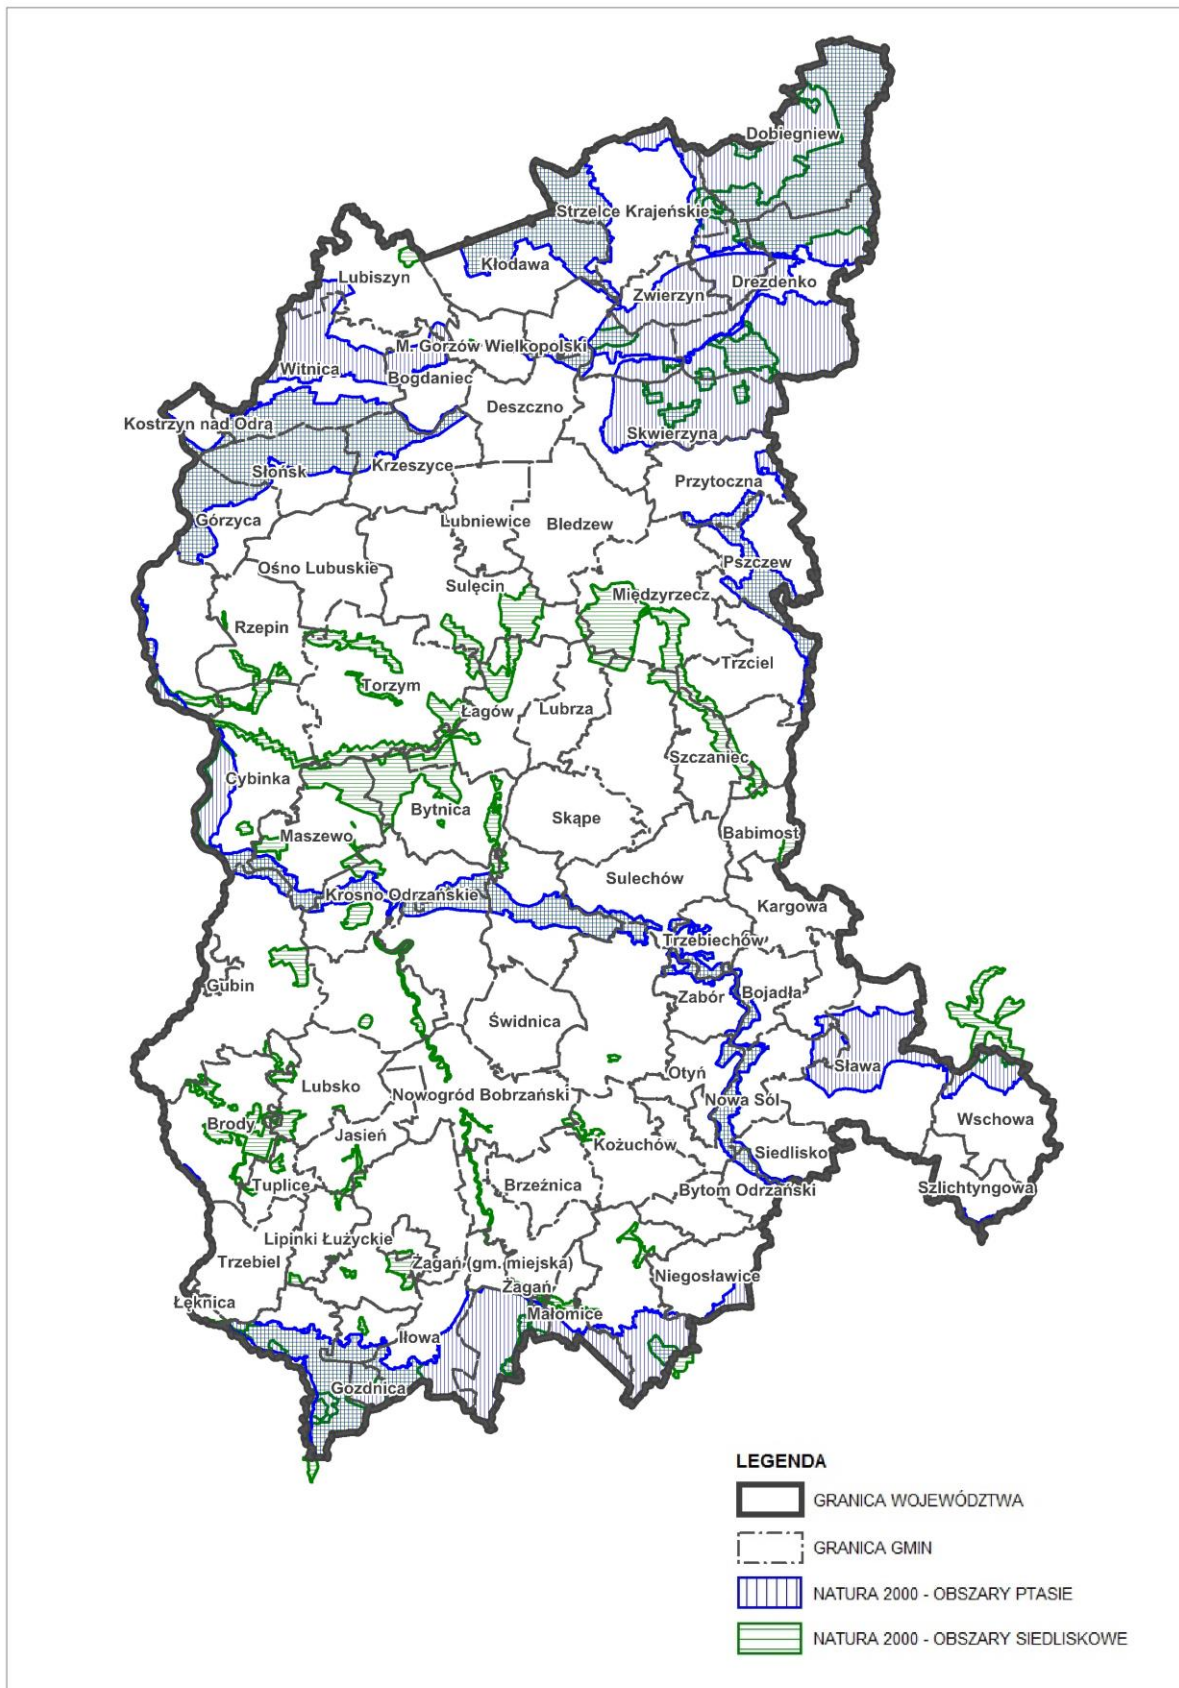 Dobiegniew
Strzelce Krajeńskie
Kłodawa
Lubiszyn
Zwierzyn
Drezdenko
M. Gorzów Wielkopolski
Witnica
Bogdaniec
Deszczno
Kostrzyn nad Odrą
Skwierzyna
Krzeszyce
Słońsk
Przytoczna
Górzyca
Lubniewice
Bledzew
Pszczew
Ośno Lubuskie
Sulęcin
Międzyrzecz
Rzepin
Trzciel
Torzym
Łagów
Lubrza
Szczaniec
Cybinka
Bytnica
Skąpe
Maszewo
Babimost
Sulechów
Krosno Odrzańskie
Kargowa
Trzebiechów
Gubin
Zabór
Bojadła
Świdnica
Sława
Otyń
Lubsko
Nowogród Bobrzański
Nowa Sól
Wschowa
Brody
Jasień
Kożuchów
Siedlisko
Tuplice
Brzeźnica
Bytom Odrzański
Szlichtyngowa
Lipinki Łużyckie
Trzebiel
Żagań (gm. miejska)
Niegosławice
Żagań
Łęknica
Małomice
Iłowa
Gozdnica
LEGENDA
GRANICA WOJEWÓDZTWA
GRANICA GMIN
NATURA 2000 - OBSZARY PTASIE
NATURA 2000 - OBSZARY SIEDLISKOWE